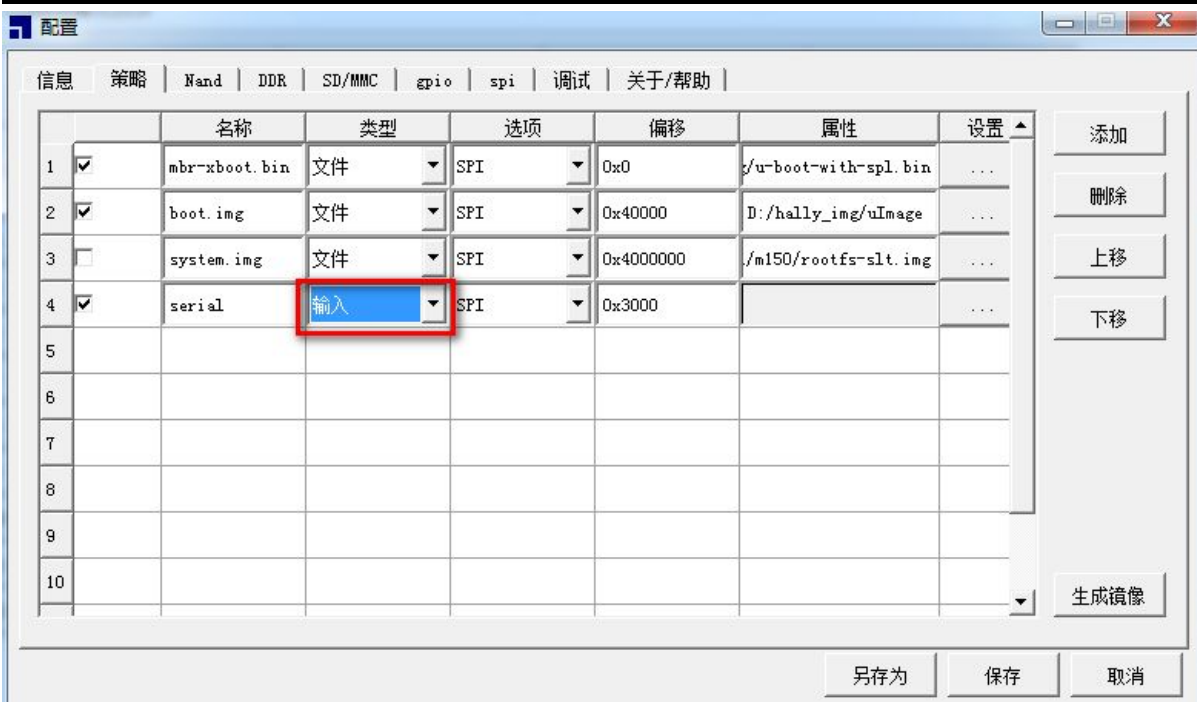 配置
信息 策略 Nand DDR SD/MMC gpio spi 调试 关于/帮助
名称 类型 选项 偏移 属性 设置
1 mbr-xboot.bin 文件 SPI 0x0 /u-boot-with-spl.bin ...
2 boot.img 文件 SPI 0x40000 D:/hally_img/uImage ...
3 system.img 文件 SPI 0x4000000 /m150/rootfs-slt.img ...
4 serial 输入 SPI 0x3000 ...
5
6
7
8
9
10
添加
删除
上移
下移
生成镜像
另存为 保存 取消